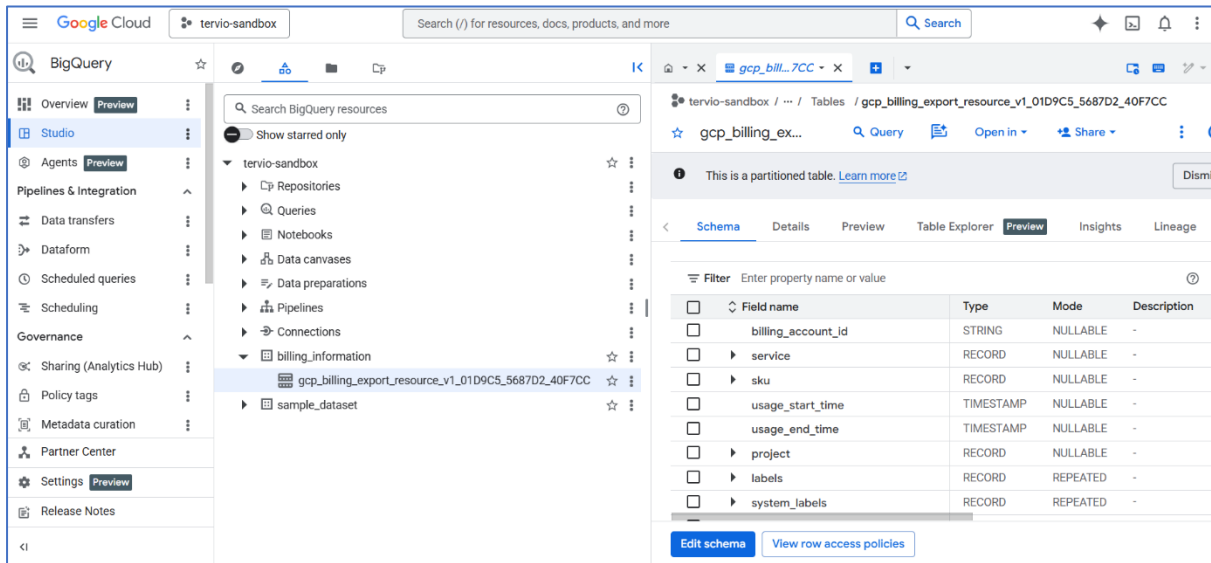 Google Cloud
tervio-sandbox
Search (/) for resources, docs, products, and more
Search
BigQuery
Overview Preview
Studio
Agents Preview
Pipelines & Integration
Data transfers
Dataform
Scheduled queries
Scheduling
Governance
Sharing (Analytics Hub)
Policy tags
Metadata curation
Partner Center
Settings Preview
Release Notes
Search BigQuery resources
Show starred only
tervio-sandbox
Repositories
Queries
Notebooks
Data canvases
Data preparations
Pipelines
Connections
billing_information
gcp_billing_export_resource_v1_01D9C5_5687D2_40F7CC
sample_dataset
gcp_bill...7CC
tervio-sandbox / ··· / Tables / gcp_billing_export_resource_v1_01D9C5_5687D2_40F7CC
gcp_billing_ex... Query Open in Share
This is a partitioned table. Learn more Dismi
Schema Details Preview Table Explorer Preview Insights Lineage
Filter Enter property name or value
Field name Type Mode Description
billing_account_id STRING NULLABLE -
service RECORD NULLABLE -
sku RECORD NULLABLE -
usage_start_time TIMESTAMP NULLABLE -
usage_end_time TIMESTAMP NULLABLE -
project RECORD NULLABLE -
labels RECORD REPEATED -
system_labels RECORD REPEATED -
Edit schema View row access policies